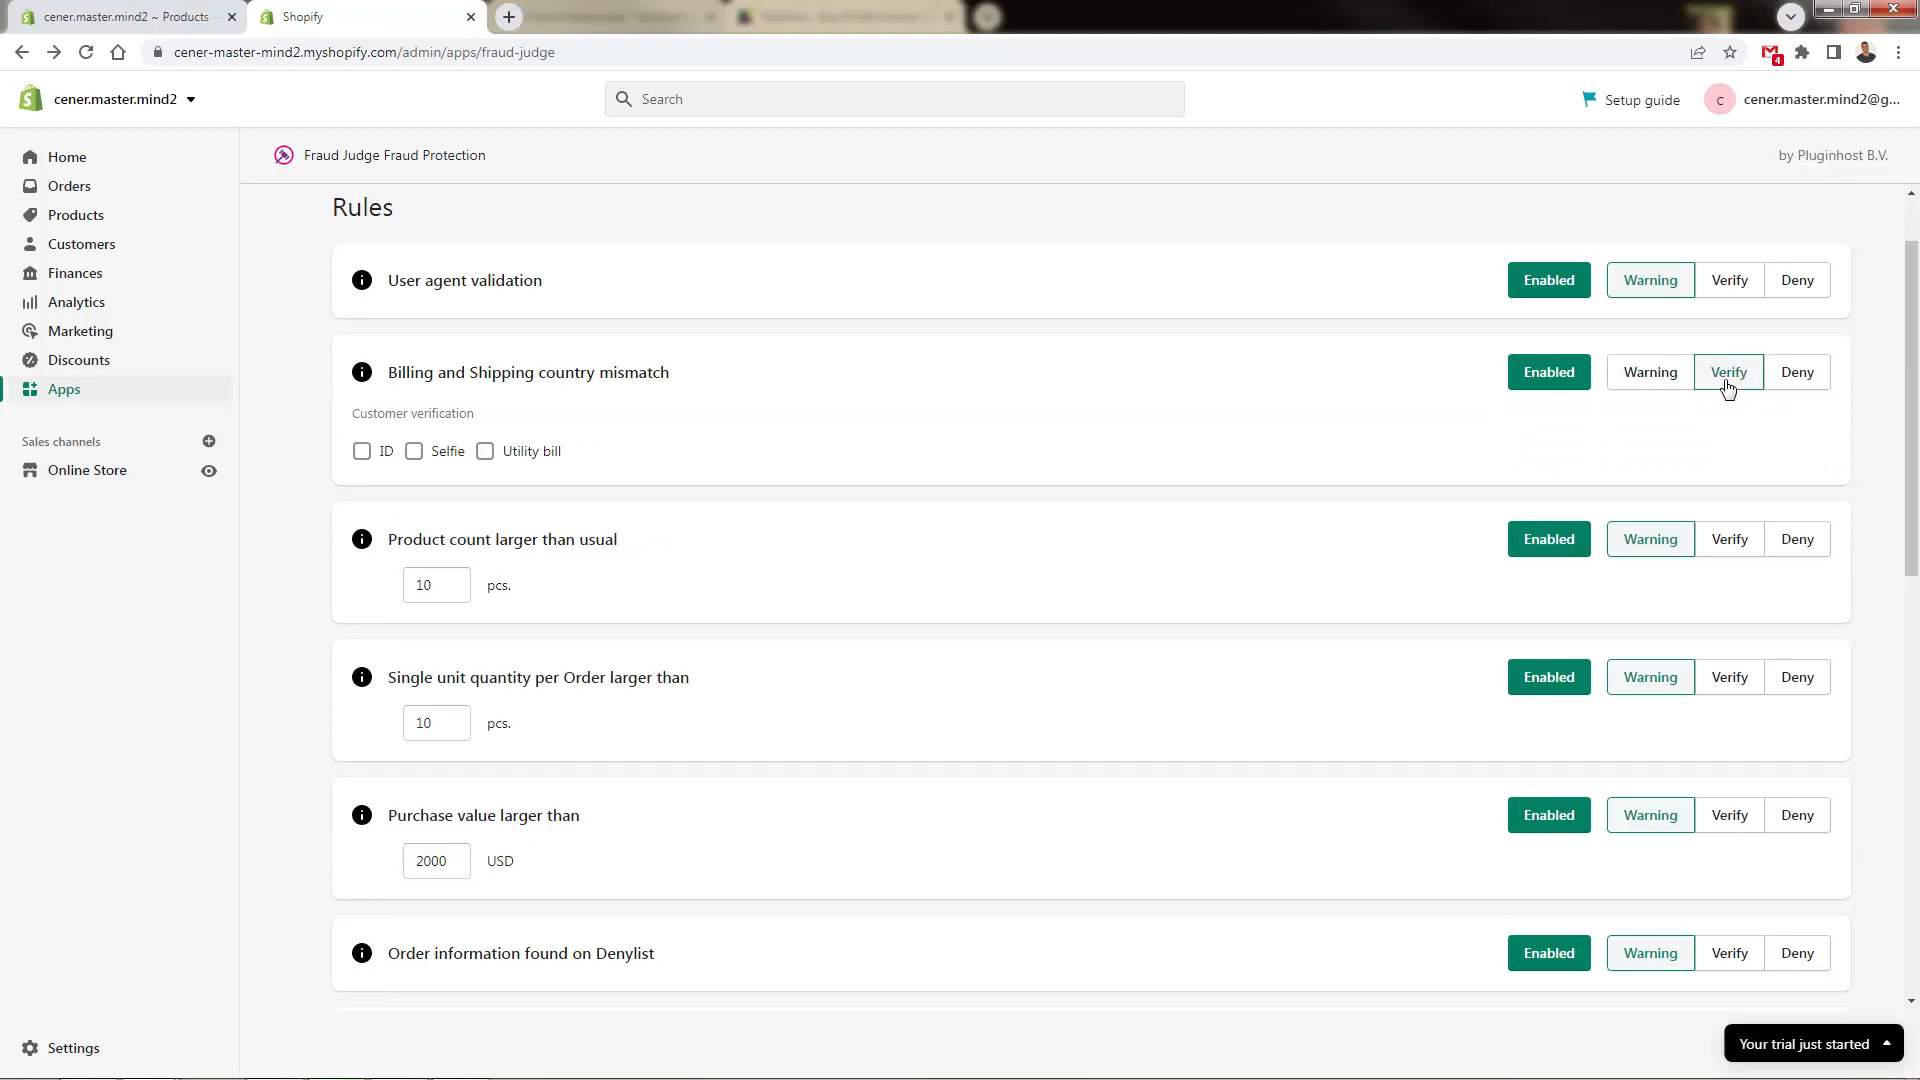 cener.master.mind2 ~ Products
Shopify
cener-master-mind2.myshopify.com/admin/apps/fraud-judge
4
cener.master.mind2
Search
Setup guide
c
cener.master.mind2@g...
Home
Orders
Products
Customers
Finances
Analytics
Marketing
Discounts
Apps
Sales channels
Online Store
Settings
Fraud Judge Fraud Protection
by Pluginhost B.V.
Rules
User agent validation
Enabled Warning Verify Deny
Billing and Shipping country mismatch
Enabled Warning Verify Deny
Customer verification
ID Selfie Utility bill
Product count larger than usual
Enabled Warning Verify Deny
10 pcs.
Single unit quantity per Order larger than
Enabled Warning Verify Deny
10 pcs.
Purchase value larger than
Enabled Warning Verify Deny
2000 USD
Order information found on Denylist
Enabled Warning Verify Deny
Your trial just started